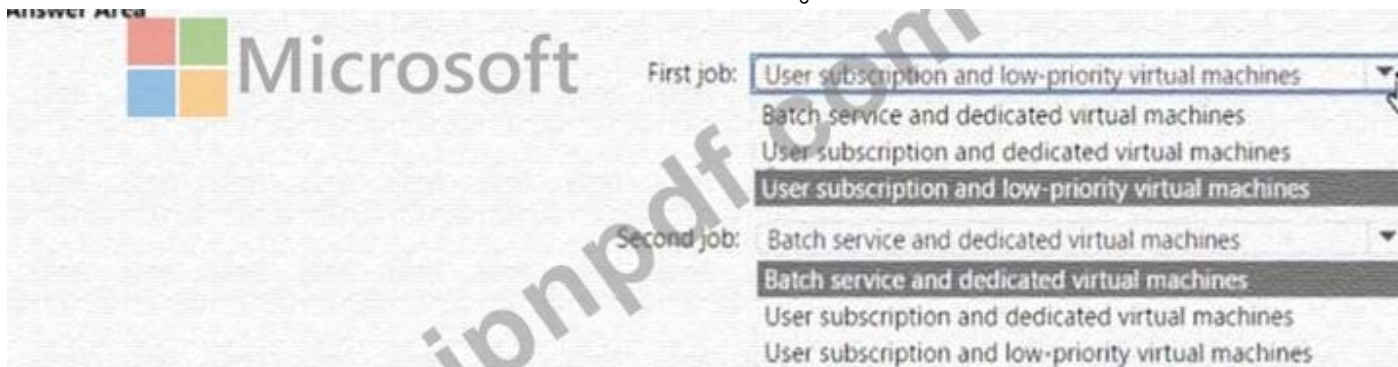 Answer Area
Microsoft
First job: User subscription and low-priority virtual machines
Batch service and dedicated virtual machines
User subscription and dedicated virtual machines
User subscription and low-priority virtual machines
Second job: Batch service and dedicated virtual machines
Batch service and dedicated virtual machines
User subscription and dedicated virtual machines
User subscription and low-priority virtual machines
jpnpdf.com